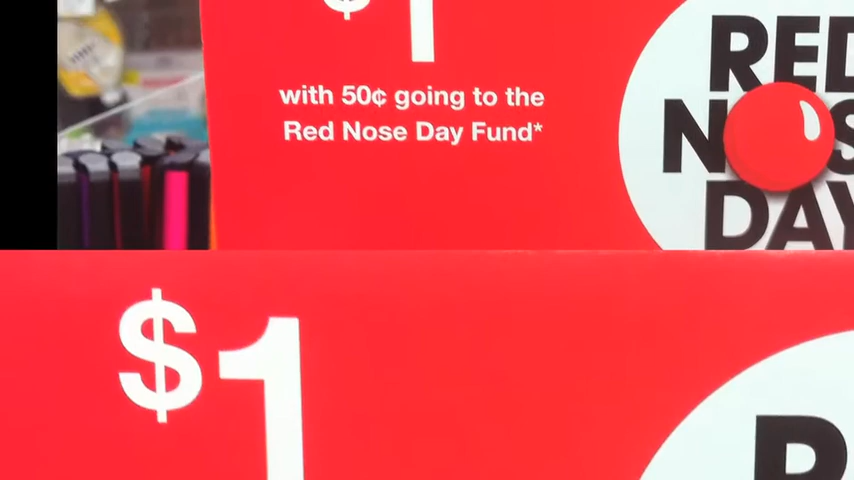 $1
with 50¢ going to the
Red Nose Day Fund*
RED
NOSE
DAY
$1
R